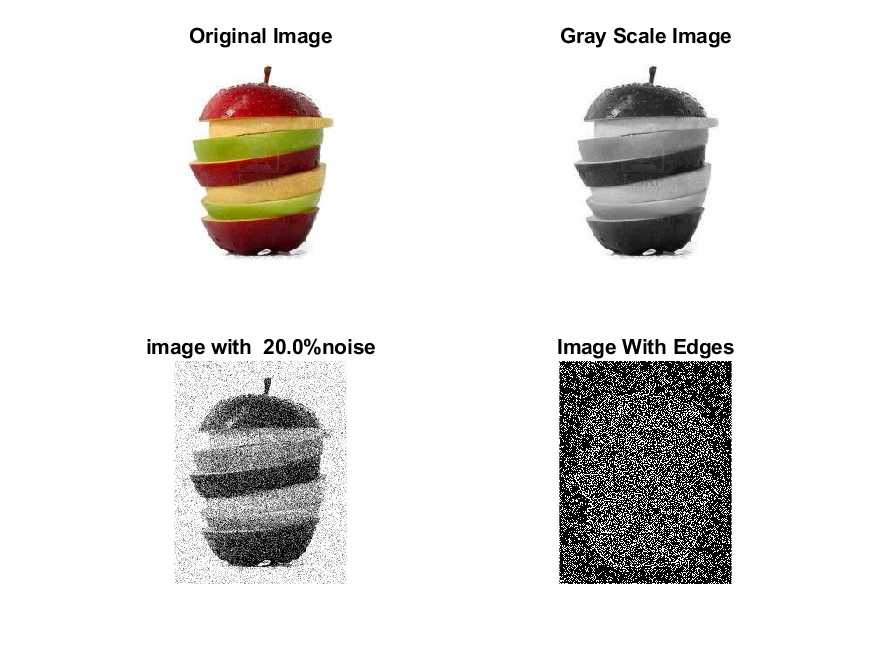 Original Image
Gray Scale Image
image with  20.0%noise
Image With Edges